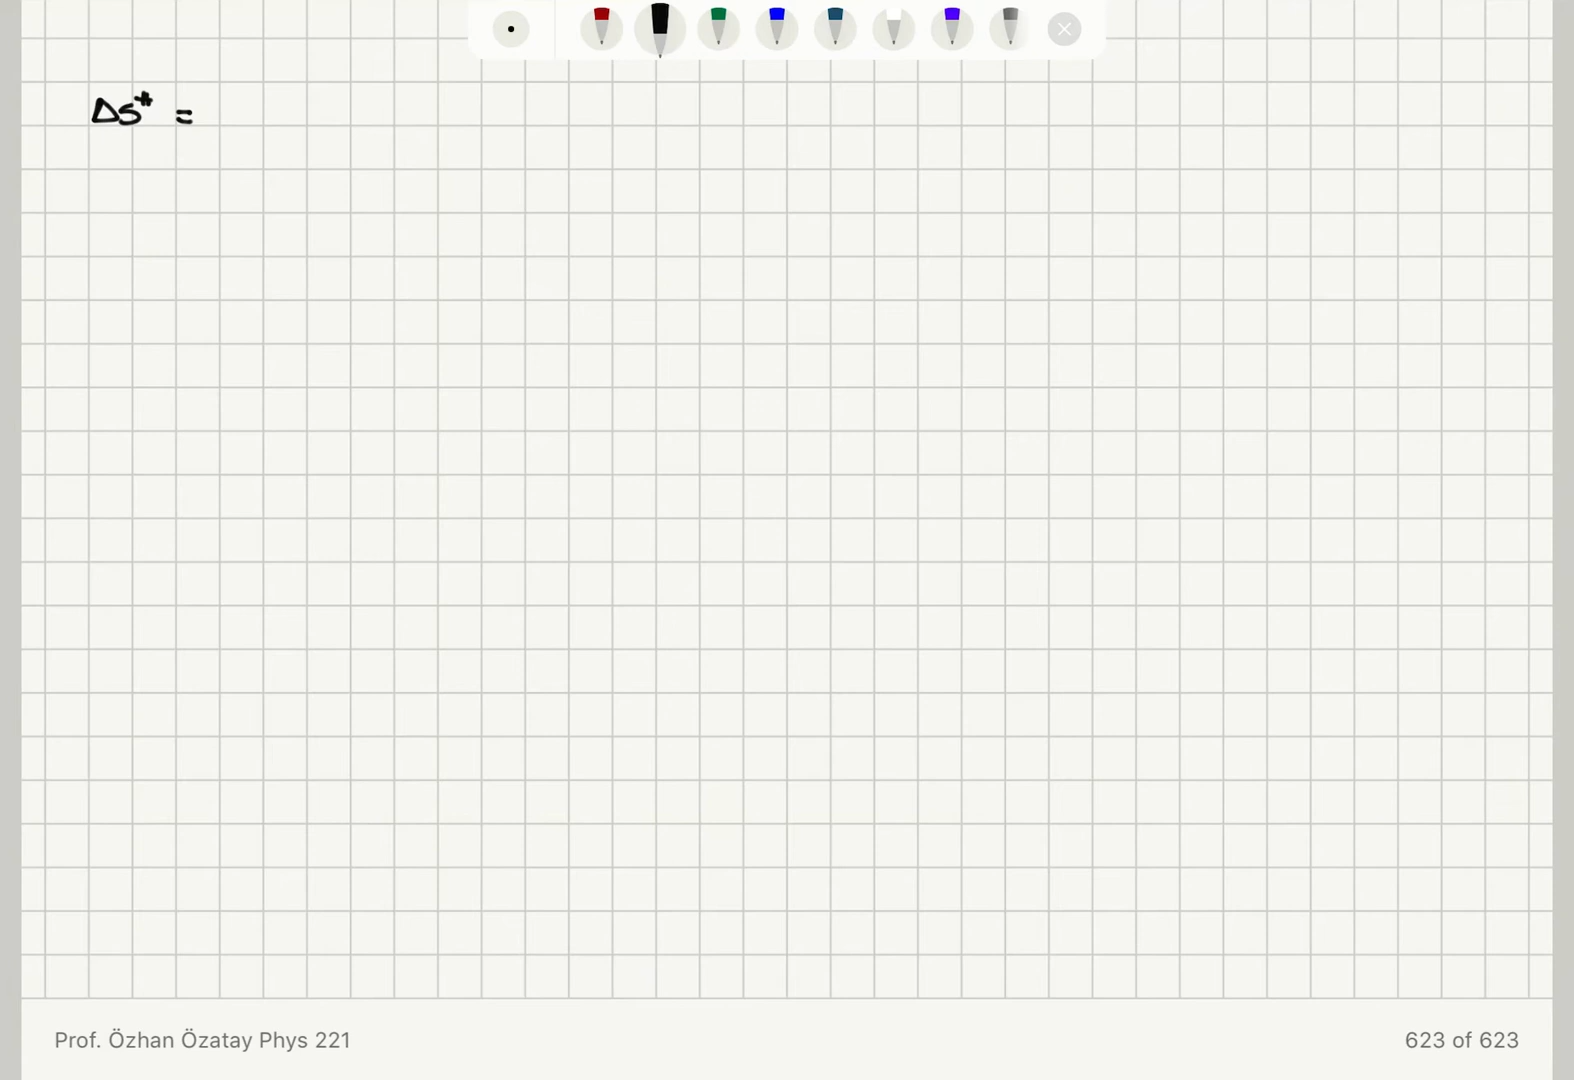 ΔS* =
Prof. Özhan Özatay Phys 221
623 of 623